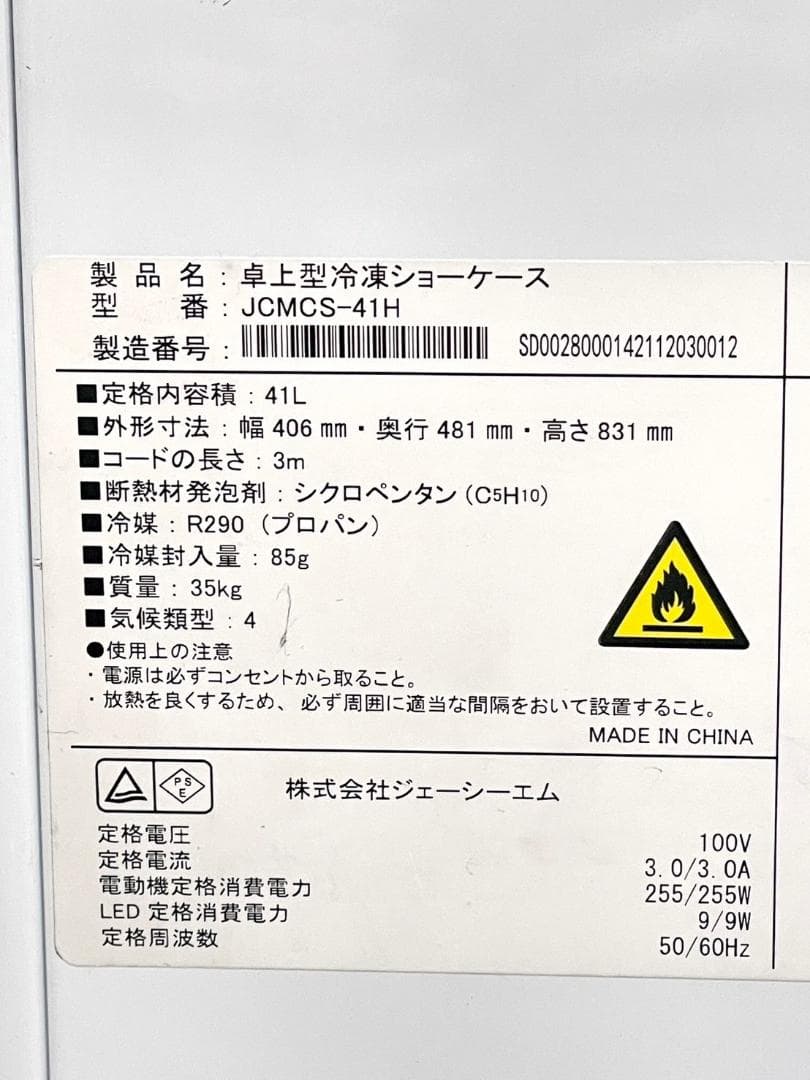 製品名：卓上型冷凍ショーケース
型番：JCMCS-41H
製造番号： SD0028000142112030012
■定格内容積：41L
■外形寸法：幅 406 mm・奥行 481 mm・高さ 831 mm
■コードの長さ：3m
■断熱材発泡剤：シクロペンタン（C5H10）
■冷媒：R290（プロパン）
■冷媒封入量：85g
■質量：35kg
■気候類型：4
●使用上の注意
・電源は必ずコンセントから取ること。
・放熱を良くするため、必ず周囲に適当な間隔をおいて設置すること。
MADE IN CHINA
PSE 株式会社ジェーシーエム
定格電圧 100V
定格電流 3.0/3.0A
電動機定格消費電力 255/255W
LED 定格消費電力 9/9W
定格周波数 50/60Hz